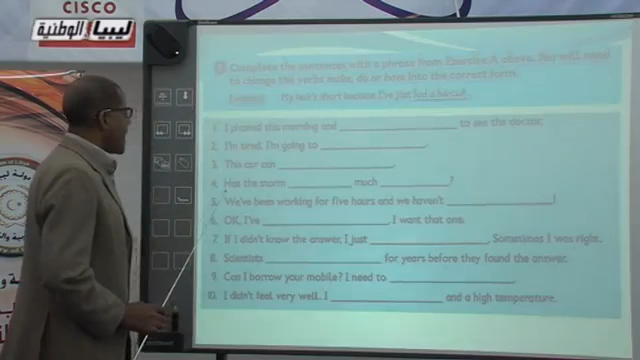 CISCO
ليبيا الوطنية
Complete the sentences with a phrase from Exercise A above. You will need
to change the verbs make, do or have into the correct form.
Example: My hair's short because I've just had a haircut.
1. I phoned this morning and to see the doctor.
2. I'm tired. I'm going to .
3. This car can .
4. Has the storm much ?
5. We've been working for five hours and we haven't !
6. OK, I've . I want that one.
7. If I didn't know the answer, I just . Sometimes I was right.
8. Scientists for years before they found the answer.
9. Can I borrow your mobile? I need to .
10. I didn't feel very well. I and a high temperature.